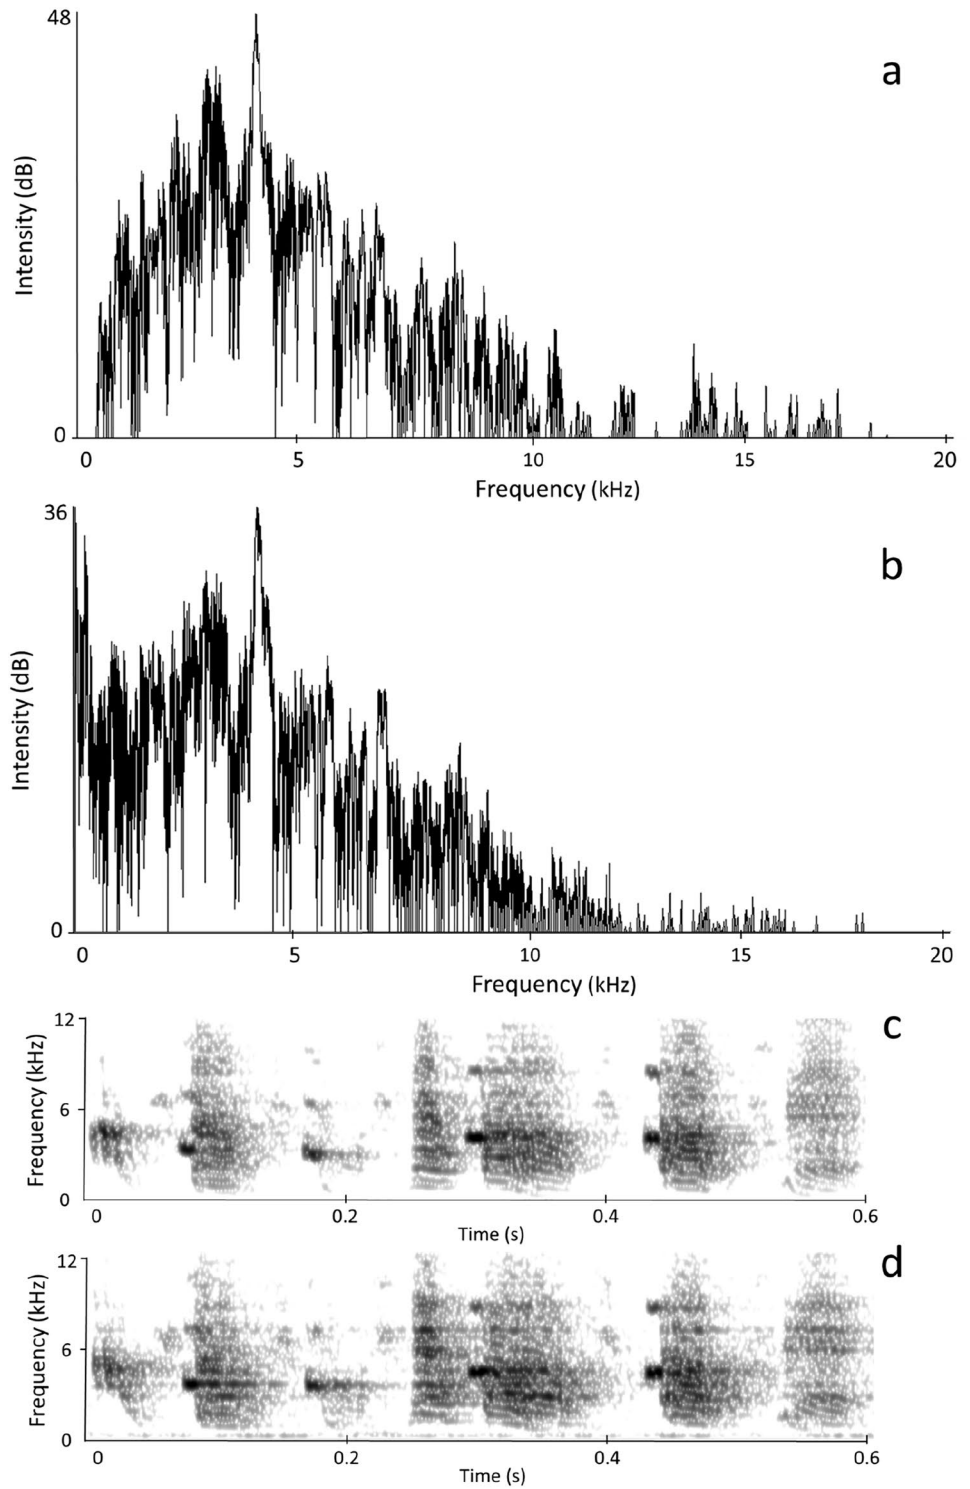 48
a
Intensity (dB)
0
0 5 10 15 20
Frequency (kHz)
36
b
Intensity (dB)
0
0 5 10 15 20
Frequency (kHz)
12
c
Frequency (kHz)
6
0
0 0.2 0.4 0.6
Time (s)
12
d
Frequency (kHz)
6
0
0 0.2 0.4 0.6
Time (s)